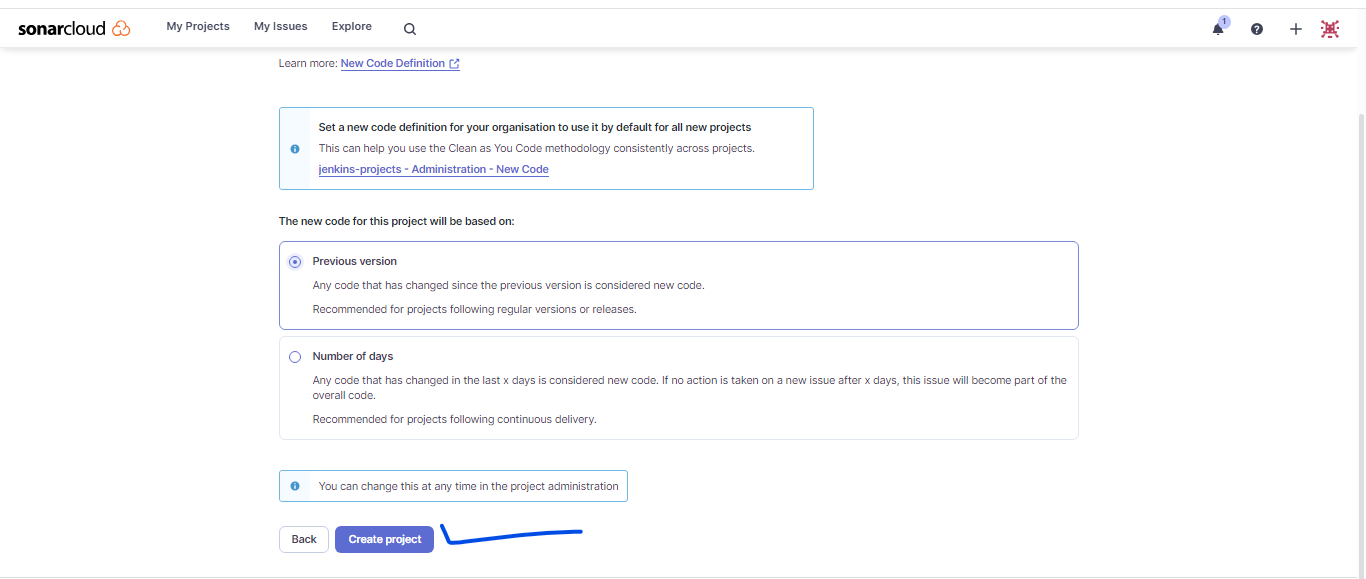 sonarcloud My Projects My Issues Explore 1
Learn more: New Code Definition
Set a new code definition for your organisation to use it by default for all new projects
This can help you use the Clean as You Code methodology consistently across projects.
jenkins-projects - Administration - New Code
The new code for this project will be based on:
Previous version
Any code that has changed since the previous version is considered new code.
Recommended for projects following regular versions or releases.
Number of days
Any code that has changed in the last x days is considered new code. If no action is taken on a new issue after x days, this issue will become part of the
overall code.
Recommended for projects following continuous delivery.
You can change this at any time in the project administration
Back Create project